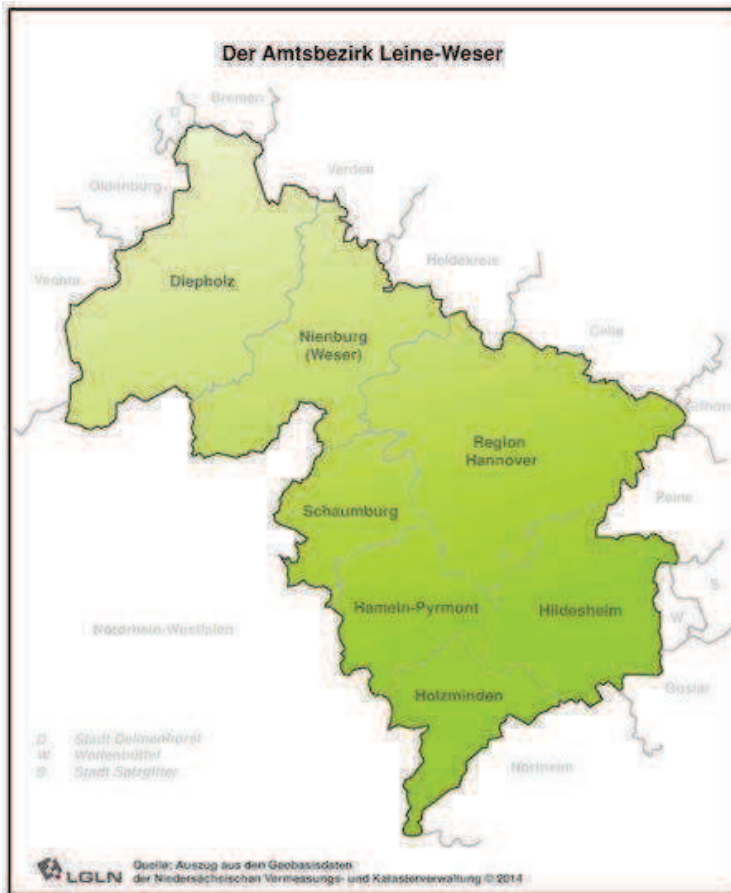 Der Amtsbezirk Leine-Weser
Bremen
D
Verden
Oldenburg
Heidekreis
Vechta
Diepholz
Celle
Nienburg
(Weser)
Gifhorn
Region
Hannover
Peine
Schaumburg
S
Hameln-Pyrmont
Hildesheim
W
Nordrhein-Westfalen
Goslar
Holzminden
D Stadt Delmenhorst
W Wolfenbüttel
S Stadt Salzgitter
Northeim
LGLN
Quelle: Auszug aus den Geobasisdaten
der Niedersächsischen Vermessungs- und Katasterverwaltung © 2014